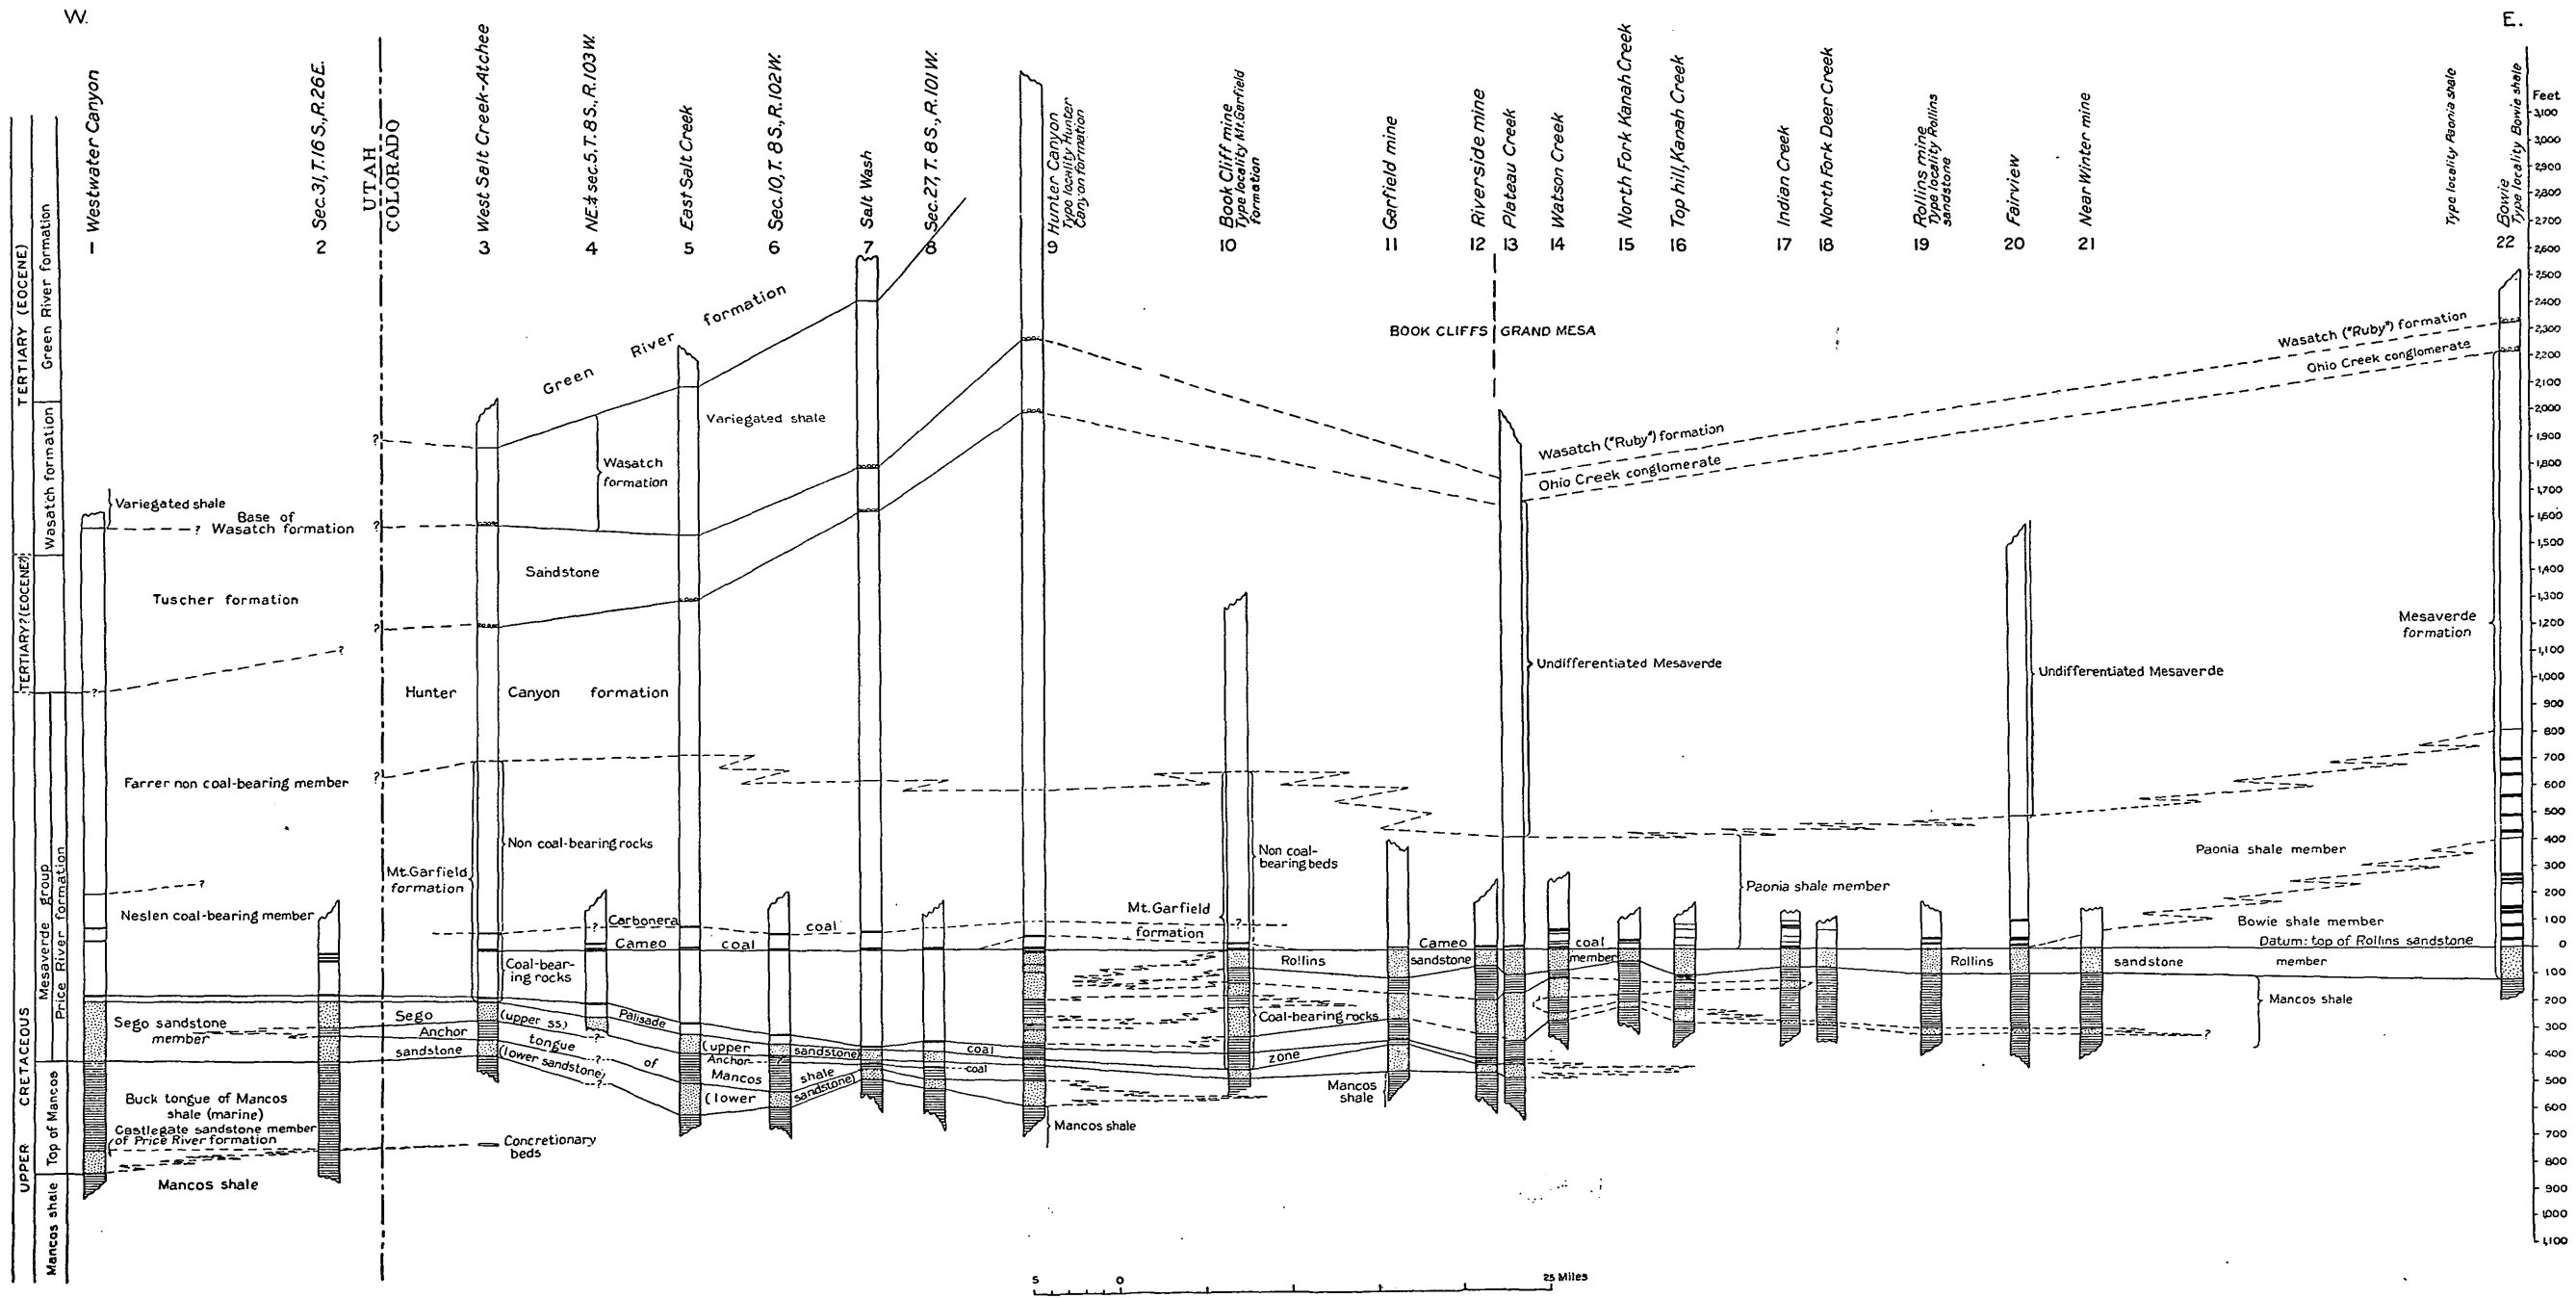 W.
E.
Westwater Canyon
1
Sec.31,T.16 S.,R.26 E.
2
UTAH
COLORADO
West Salt Creek-Atchee
3
NE.¼ sec.5,T.8 S.,R.103 W.
4
East Salt Creek
5
Sec.10,T. 8 S.,R.102 W.
6
Salt Wash
7
Sec.27,T. 8 S.,R.101 W.
8
Hunter Canyon
Type locality Hunter
Canyon formation
9
Book Cliff mine
Type locality Mt.Garfield
formation
10
Garfield mine
11
Riverside mine
12
Plateau Creek
13
Watson Creek
14
North Fork Kanah Creek
15
Top hill, Kanah Creek
16
Indian Creek
17
North Fork Deer Creek
18
Rollins mine
Type locality Rollins
sandstone
19
Fairview
20
Near Winter mine
21
Type locality Paonia shale
Bowie
Type locality Bowie shale
22
Feet
3,100
3,000
2,900
2,800
2,700
2,600
2,500
2,400
2,300
2,200
2,100
2,000
1,900
1,800
1,700
1,600
1,500
1,400
1,300
1,200
1,100
1,000
900
800
700
600
500
400
300
200
100
0
100
200
300
400
500
600
700
800
900
1,000
1,100
TERTIARY (EOCENE)
Green River formation
Wasatch formation
TERTIARY?(EOCENE?)
UPPER CRETACEOUS
Mesaverde group
Price River formation
Top of Mancos
Mancos shale
Green River formation
BOOK CLIFFS
GRAND MESA
Variegated shale
Wasatch
formation
Variegated shale
Base of
? Wasatch formation
?
?
Sandstone
Tuscher formation
?
?
?
Hunter Canyon formation
Wasatch ("Ruby") formation
Ohio Creek conglomerate
Wasatch ("Ruby") formation
Ohio Creek conglomerate
Mesaverde
formation
Undifferentiated Mesaverde
Undifferentiated Mesaverde
Farrer non coal-bearing member
?
Non coal-bearing rocks
Mt.Garfield
formation
Non coal-
bearing beds
Paonia shale member
Paonia shale member
?
Neslen coal-bearing member
?
Carbonera
coal
Cameo
coal
Mt.Garfield
formation
?
Cameo
coal
member
Bowie shale member
Datum: top of Rollins sandstone
member
Coal-bear-
ing rocks
Rollins
sandstone
Rollins
sandstone
Mancos shale
Sego sandstone
member
Sego
(upper ss)
Palisade
Anchor
tongue
?
of
sandstone
(lower sandstone)
?
?
(upper
sandstone)
Anchor
?
Mancos
shale
(lower
sandstone)
coal
coal
Coal-bearing rocks
zone
Mancos
shale
?
Buck tongue of Mancos
shale (marine)
Castlegate sandstone member
of Price River formation
Concretionary
beds
Mancos shale
Mancos shale
5
0
25 Miles